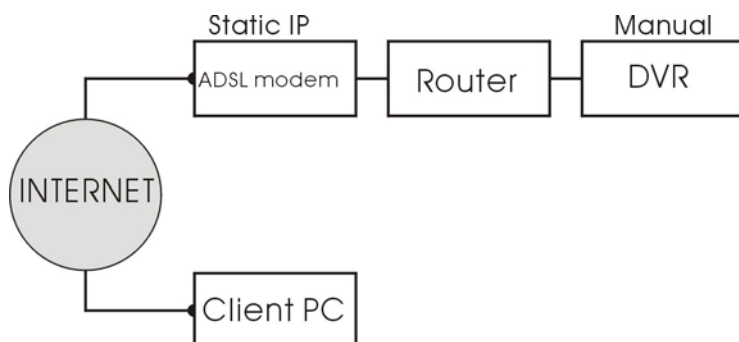 Static IP
Manual
ADSL modem
Router
DVR
INTERNET
Client PC